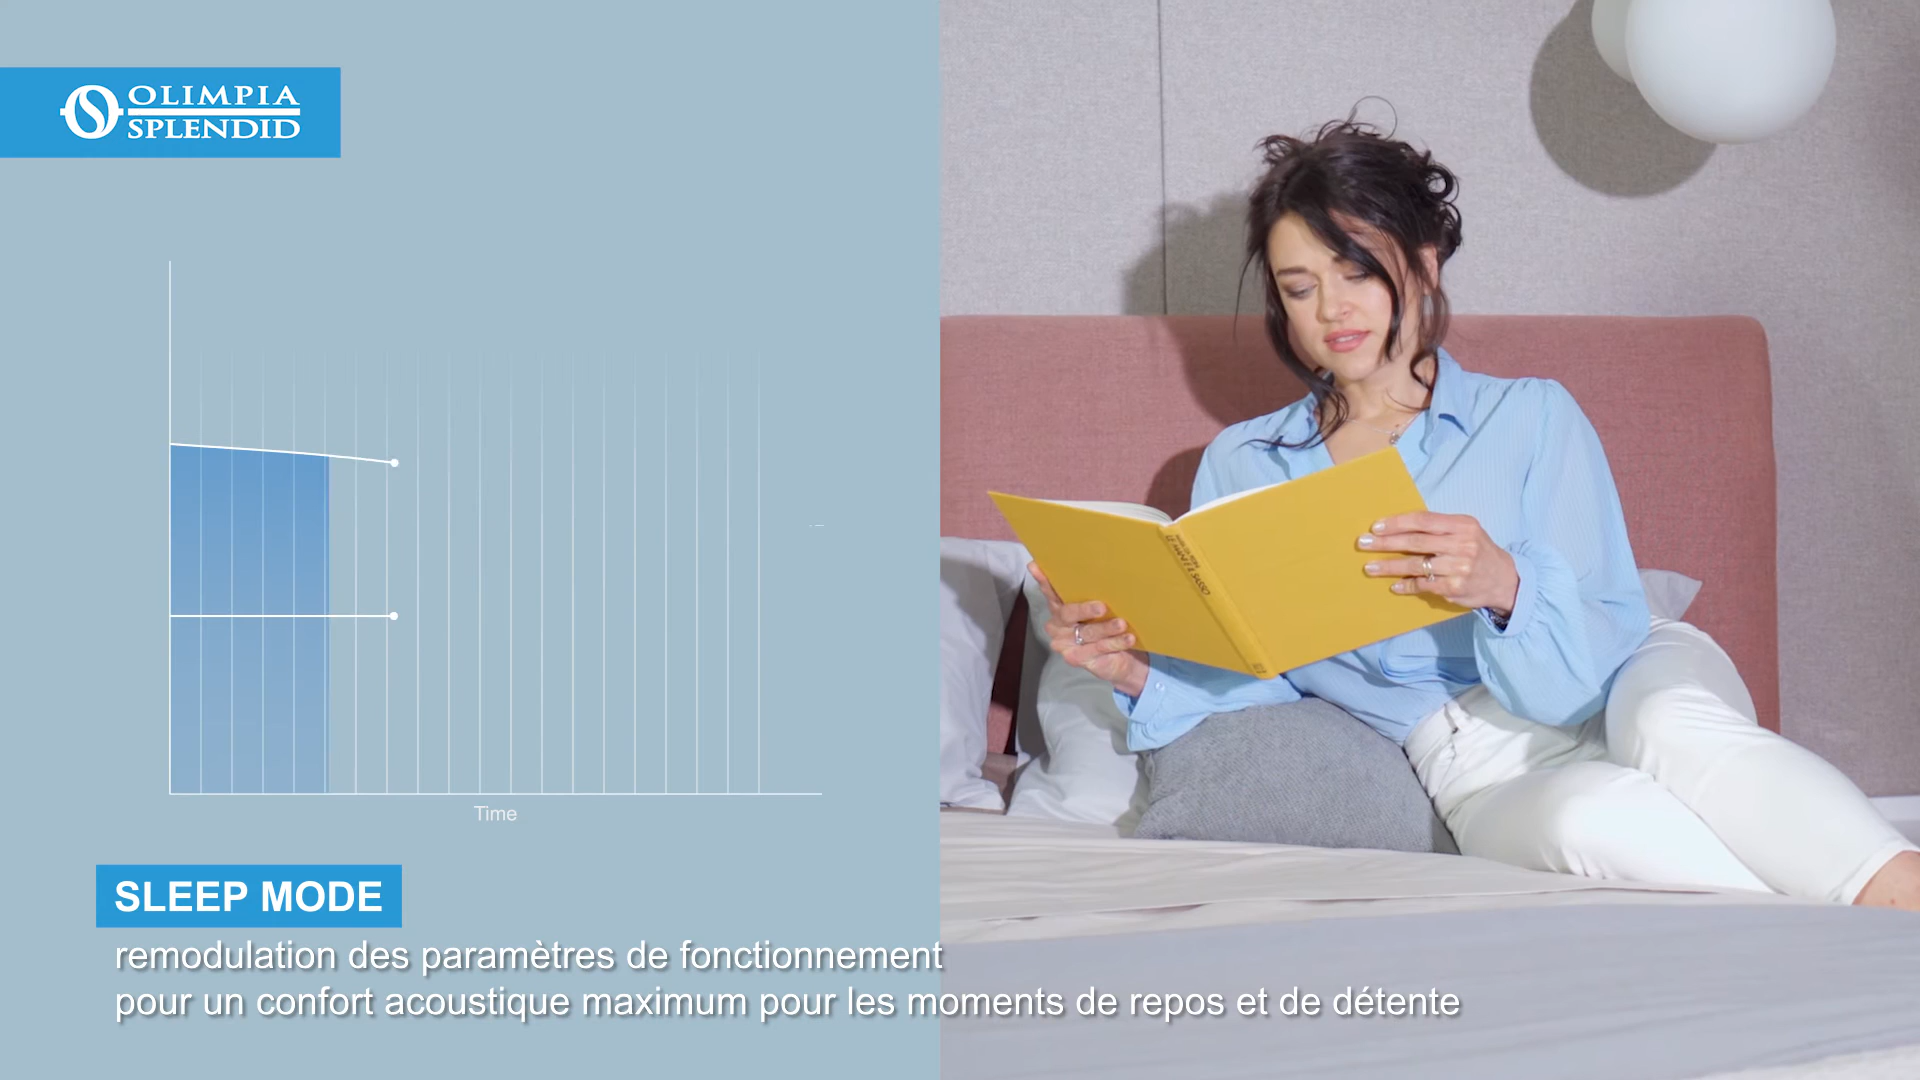 OLIMPIA
SPLENDID
Time
SLEEP MODE
remodulation des paramètres de fonctionnement
pour un confort acoustique maximum pour les moments de repos et de détente